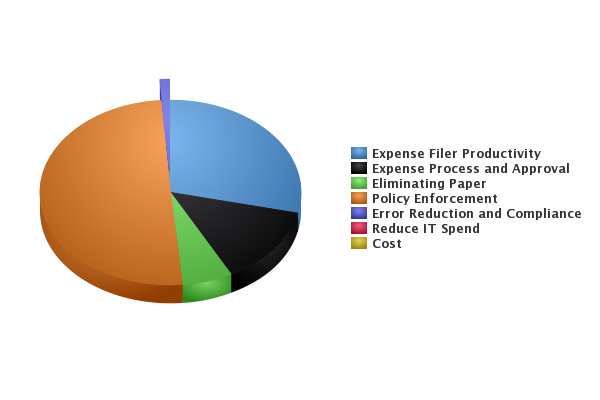 Expense Filer Productivity
Expense Process and Approval
Eliminating Paper
Policy Enforcement
Error Reduction and Compliance
Reduce IT Spend
Cost